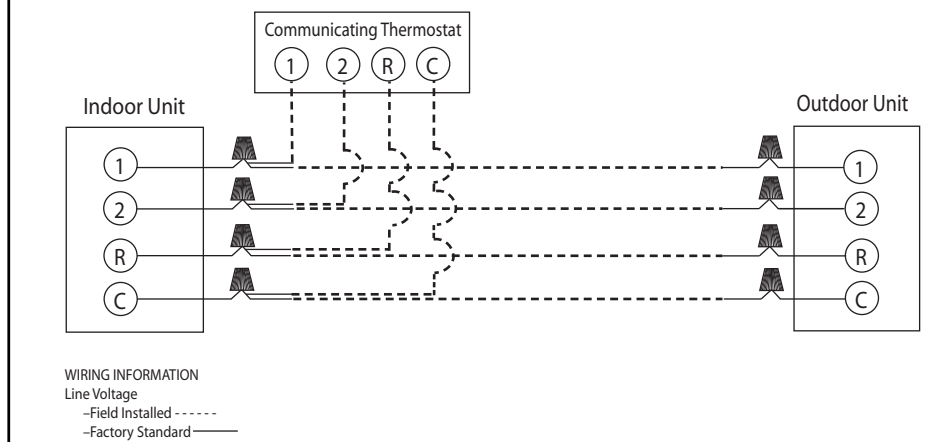 Communicating Thermostat
1 2 R C
Indoor Unit
Outdoor Unit
1 1
2 2
R R
C C
WIRING INFORMATION
Line Voltage
–Field Installed ------
–Factory Standard——